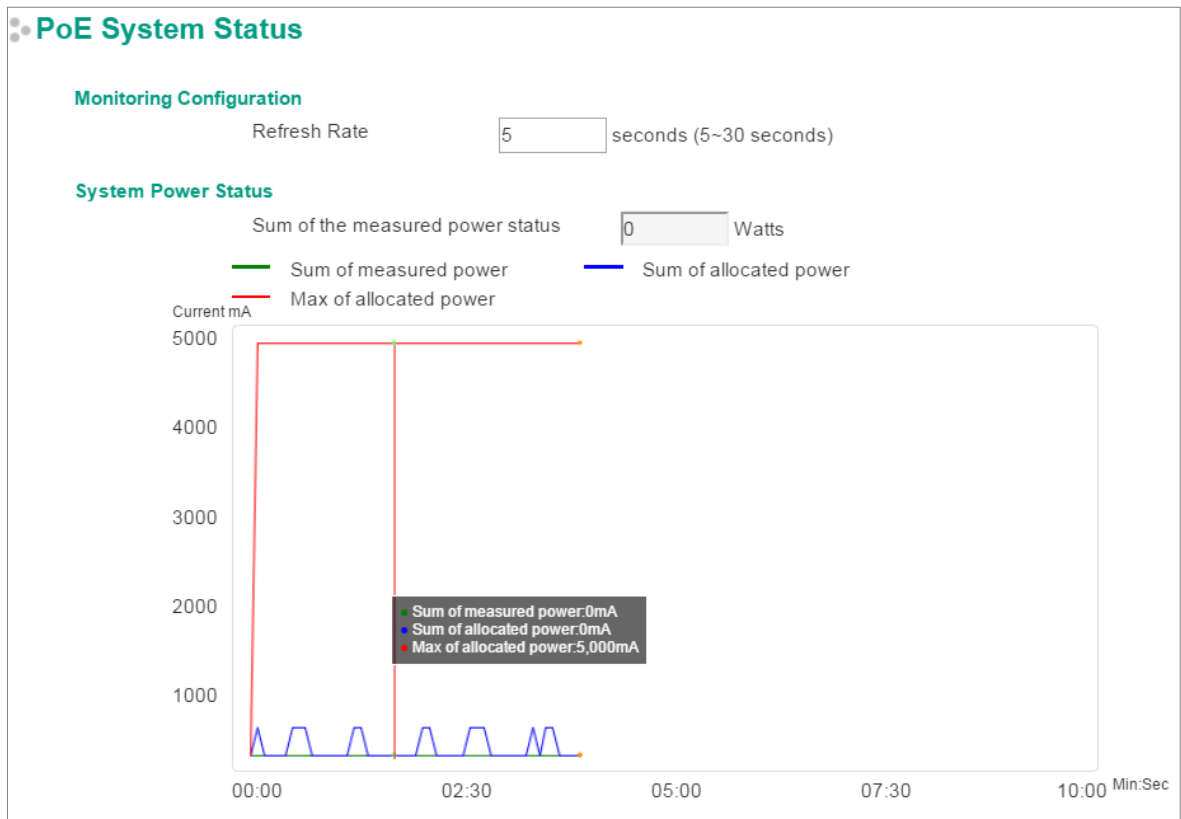 PoE System Status
Monitoring Configuration
Refresh Rate 5 seconds (5~30 seconds)
System Power Status
Sum of the measured power status 0 Watts
Sum of measured power Sum of allocated power
Max of allocated power
Current mA
5000
4000
3000
2000
Sum of measured power:0mA
Sum of allocated power:0mA
Max of allocated power:5,000mA
1000
00:00 02:30 05:00 07:30 10:00 Min:Sec